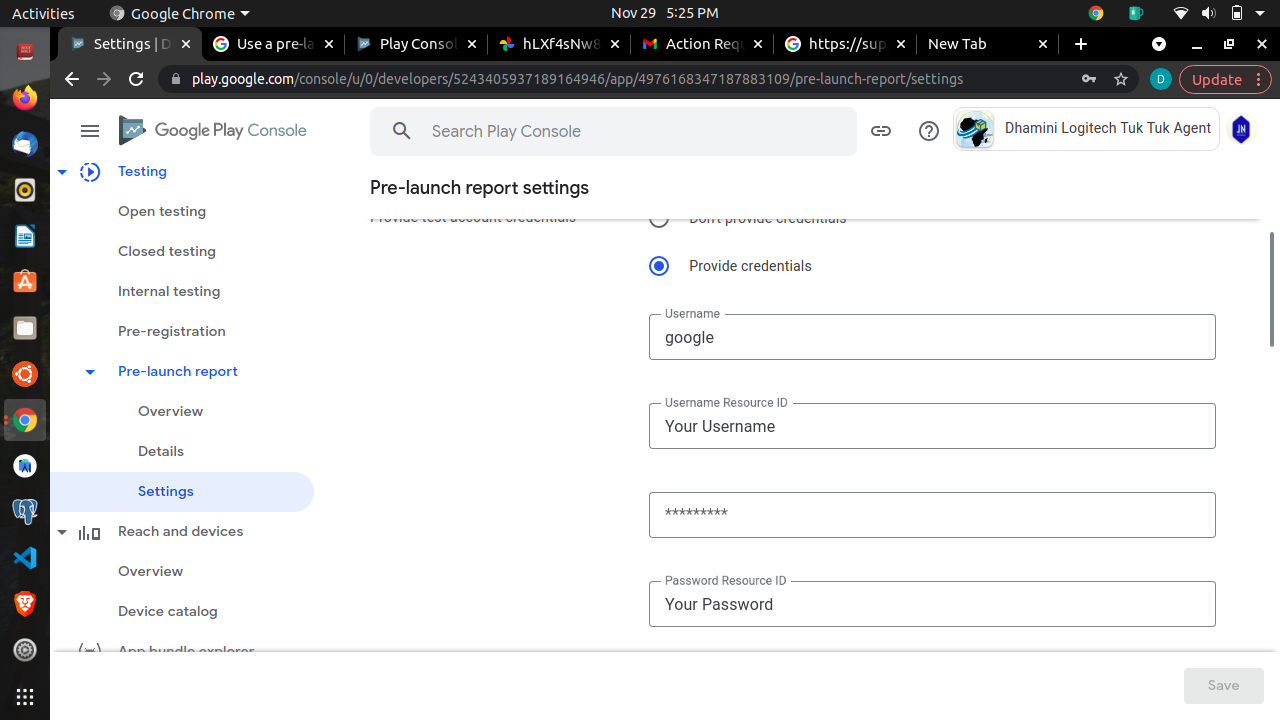 Activities
Google Chrome
Nov 29 5:25 PM
Settings | D
Use a pre-la
Play Consol
hLXf4sNw8
Action Requ
https://sup
New Tab
play.google.com/console/u/0/developers/5243405937189164946/app/4976168347187883109/pre-launch-report/settings
D
Update
Google Play Console
Search Play Console
Dhamini Logitech Tuk Tuk Agent
JN
Testing
Open testing
Closed testing
Internal testing
Pre-registration
Pre-launch report
Overview
Details
Settings
Reach and devices
Overview
Device catalog
App bundle explorer
Pre-launch report settings
Provide test account credentials
Don't provide credentials
Provide credentials
Username
google
Username Resource ID
Your Username
*********
Password Resource ID
Your Password
Save